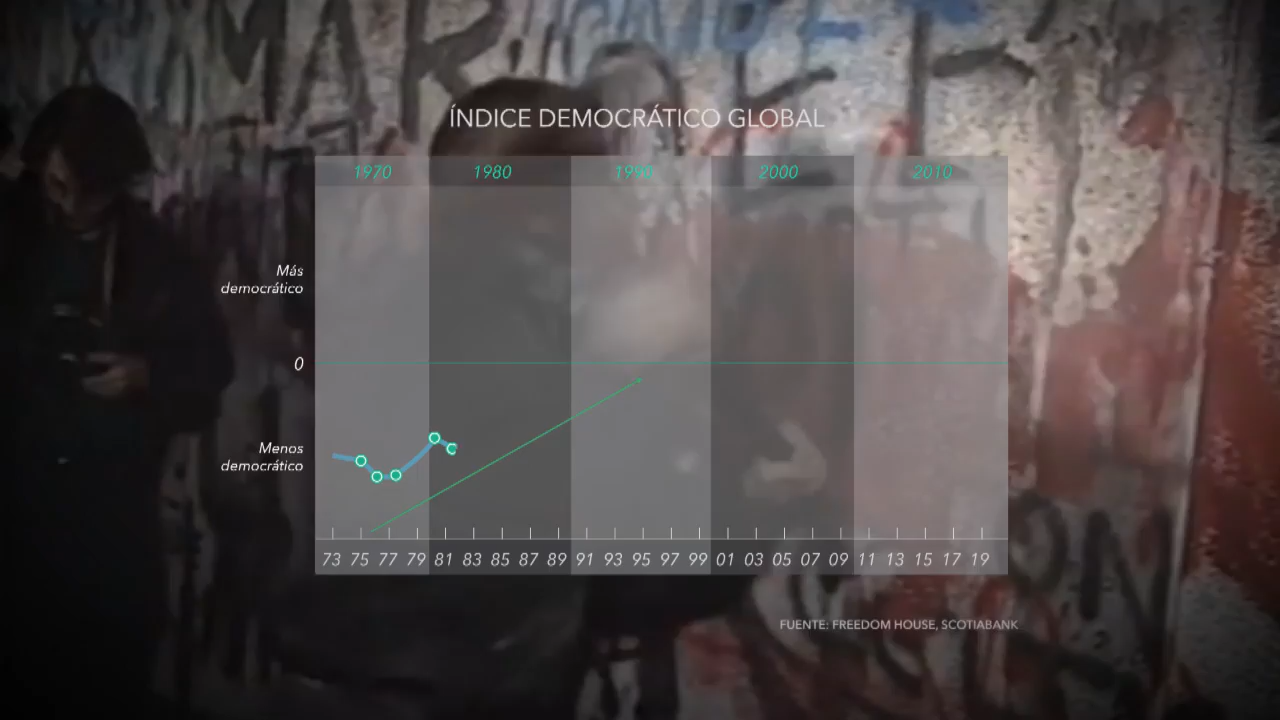 ÍNDICE DEMOCRÁTICO GLOBAL
1970 1980 1990 2000 2010
Más
democrático
0
Menos
democrático
73 75 77 79 81 83 85 87 89 91 93 95 97 99 01 03 05 07 09 11 13 15 17 19
FUENTE: FREEDOM HOUSE, SCOTIABANK